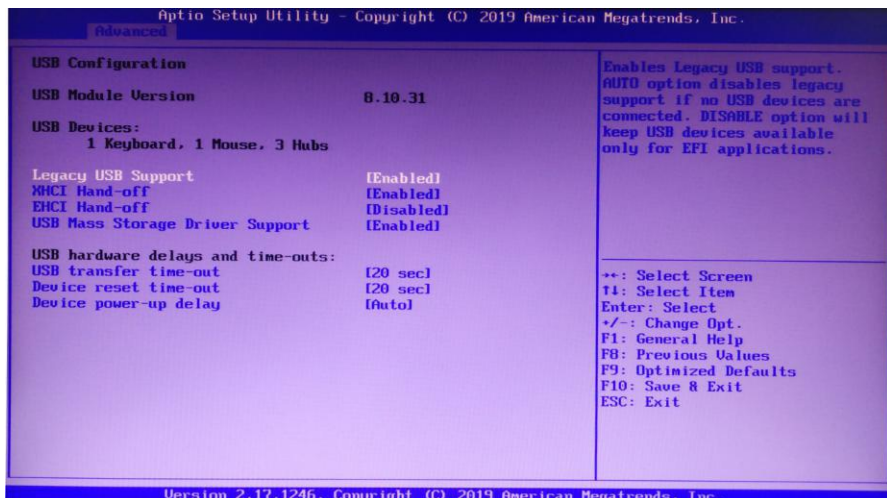 Aptio Setup Utility - Copyright (C) 2019 American Megatrends, Inc.
Advanced
USB Configuration
USB Module Version 8.10.31
USB Devices:
1 Keyboard, 1 Mouse, 3 Hubs
Legacy USB Support [Enabled]
XHCI Hand-off [Enabled]
EHCI Hand-off [Disabled]
USB Mass Storage Driver Support [Enabled]
USB hardware delays and time-outs:
USB transfer time-out [20 sec]
Device reset time-out [20 sec]
Device power-up delay [Auto]
Enables Legacy USB support.
AUTO option disables legacy
support if no USB devices are
connected. DISABLE option will
keep USB devices available
only for EFI applications.
→←: Select Screen
↑↓: Select Item
Enter: Select
+/-: Change Opt.
F1: General Help
F8: Previous Values
F9: Optimized Defaults
F10: Save & Exit
ESC: Exit
Version 2.17.1246. Copyright (C) 2019 American Megatrends, Inc.